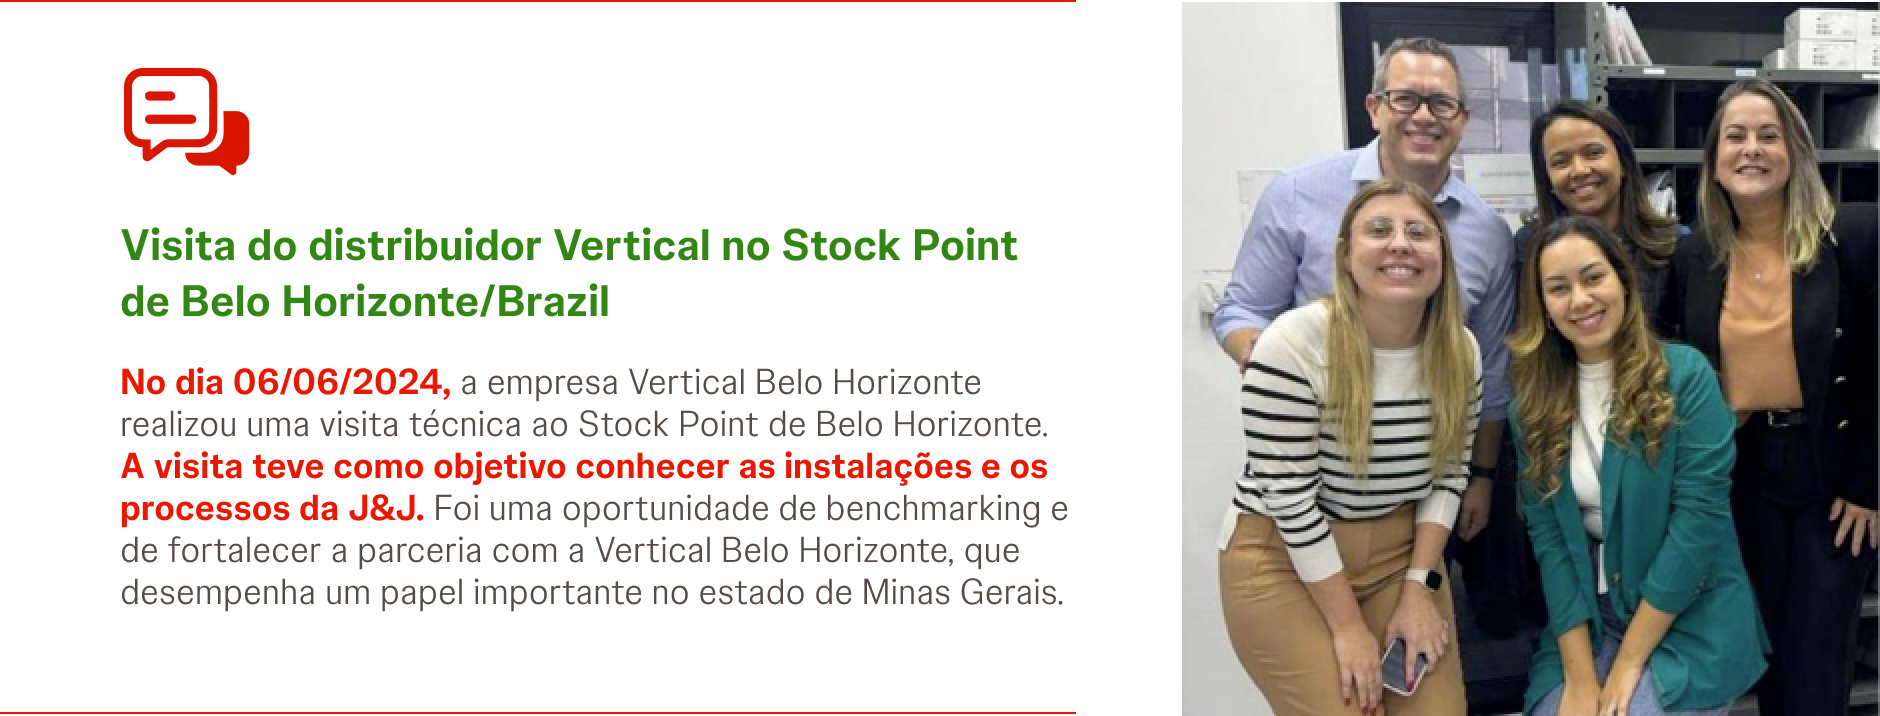 Visita do distribuidor Vertical no Stock Point
de Belo Horizonte/Brazil
No dia 06/06/2024, a empresa Vertical Belo Horizonte
realizou uma visita técnica ao Stock Point de Belo Horizonte.
A visita teve como objetivo conhecer as instalações e os
processos da J&J. Foi uma oportunidade de benchmarking e
de fortalecer a parceria com a Vertical Belo Horizonte, que
desempenha um papel importante no estado de Minas Gerais.